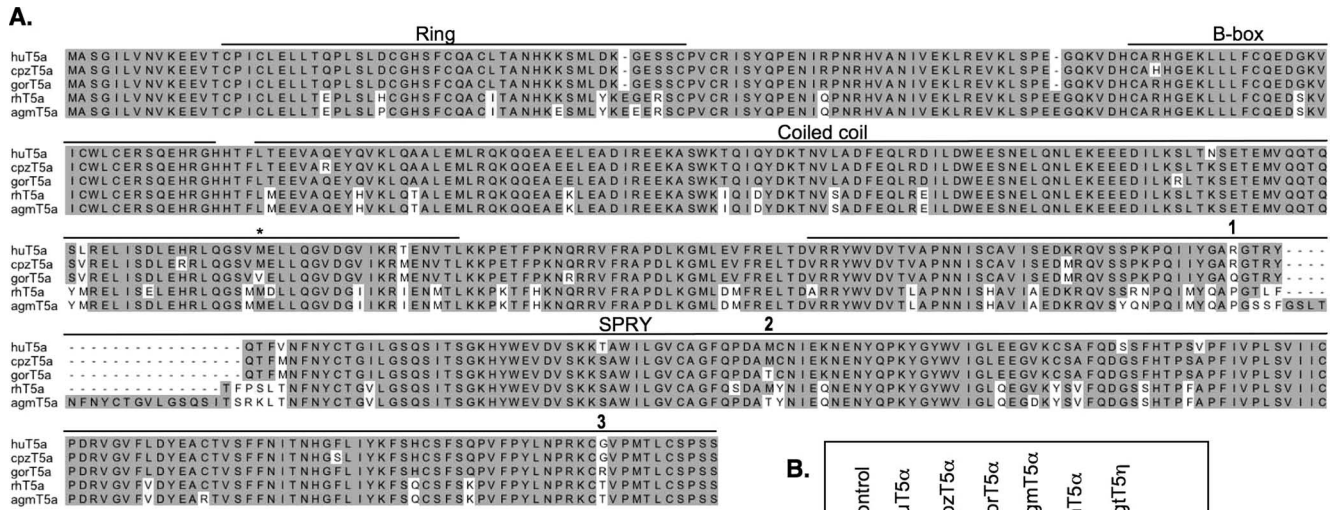 A.
Ring B-box
huT5a MASGILVNVKEEVTCPICLELLTQPLSLDCGHSFCQACLTANHKKSMLDK-GESSCPVCRISYQPENIRPNRHVANIVEKLREVKLSPE-GQKVDHCARHGEKLLLFCQEDGKV
cpzT5a MASGILVNVKEEVTCPICLELLTQPLSLDCGHSFCQACLTANHKKSMLDK-GESSCPVCRISYQPENIRPNRHVANIVEKLREVKLSPE-GQKVDHCAHHGEKLLLFCQEDGKV
gorT5a MASGILVNVKEEVTCPICLELLTQPLSLDCGHSFCQACLTANHKKSMLDK-GESSCPVCRISYQPENIRPNRHVANIVEKLREVKLSPE-GQKVDHCARHGEKLLLFCQEDGKV
rhT5a MASGILVNVKEEVTCPICLELLTEPLSLHCGHSFCQACITANHKKSMLYKEGERSCPVCRISYQPENIQPNRHVANIVEKLREVKLSPEEGQKVDHCARHGEKLLLFCQEDSKV
agmT5a MASGILVNVKEEVTCPICLELLTEPLSLPCGHSFCQACITANHKESMLYKEEERSCPVCRISYQPENIQPNRHVANIVEKLREVKLSPEEGQKVDHCARHGEKLLLFCQEDSKV
Coiled coil
huT5a ICWLCERSQEHRGHHTFLTEEVAQEYQVKLQAALEMLRQKQQEAEELEADIREEKASWKTQIQYDKTNVLADFEQLRDILDWEESNELQNLEKEEEDILKSLTNSETEMVQQTQ
cpzT5a ICWLCERSQEHRGHHTFLTEEVAREYQVKLQAALEMLRQKQQEAEELEADIREEKASWKTQIQYDKTNVLADFEQLRDILDWEESNELQNLEKEEEDILKSLTKSETEMVQQTQ
gorT5a ICWLCERSQEHRGHHTFLTEEVAQEYQVKLQAALEMLRQKQQEAEELEADIREEKASWKTQIQYDKTNVLADFEQLRDILDWEESNELQNLEKEEEDILKRLTKSETEMVQQTQ
rhT5a ICWLCERSQEHRGHHTFLMEEVAQEYHVKLQTALEMLRQKQQEAEKLEADIREEKASWKIQIDYDKTNVSADFEQLREILDWEESNELQNLEKEEEDILKSLTKSETEMVQQTQ
agmT5a ICWLCERSQEHRGHHTFLMEEVAQEYHVKLQTALEMLRQKQQEAEKLEADIREEKASWKIQIDYDKTNVSADFEQLREILDWEESNELQNLEKEEEDILKSLTKSETEMVQQTQ
* 1
huT5a SLRELISDLEHRLQGSVMELLQGVDGVIKRTENVTLKKPETFPKNQRRVFRAPDLKGMLEVFRELTDVRRYWVDVTVAPNNISCAVISEDKRQVSSPKPQIIYGARGTRY----
cpzT5a SVRELISDLERRLQGSVMELLQGVDGVIKRMENVTLKKPETFPKNQRRVFRAPDLKGMLEVFRELTDVRRYWVDVTVAPNNISCAVISEDMRQVSSPKPQIIYGARGTRY----
gorT5a SVRELISDLEHRLQGSVVELLQGVDGVIKRMENVTLKKPETFPKNRRRVFRAPDLKGMLEVFRELTDVRRYWVDVTVAPNNISCAVISEDMRQVSSPKPQIIYGAQGTRY----
rhT5a YMRELISELEHRLQGSMMDLLQGVDGIIKRIENMTLKKPKTFHKNQRRVFRAPDLKGMLDMFRELTDARRYWVDVTLAPNNISHAVIAEDKRQVSSRNPQIMYQAPGTLF----
agmT5a YMRELISDLEHRLQGSMMELLQGVDGIIKRIENMTLKKPKTFHKNQRRVFRAPDLKGMLDMFRELTDVRRYWVDVTLAPNNISHAVIAEDKRQVSYQNPQIMYQAPGSSFGSLT
SPRY 2
huT5a ----------------QTFVNFNYCTGILGSQSITSGKHYWEVDVSKKTAWILGVCAGFQPDAMCNIEKNENYQPKYGYWVIGLEEGVKCSAFQDSSFHTPSVPFIVPLSVIIC
cpzT5a ----------------QTFMNFNYCTGILGSQSITSGKHYWEVDVSKKSAWILGVCAGFQPDAMCNIEKNENYQPKYGYWVIGLEEGVKCSAFQDGSFHTPSAPFIVPLSVIIC
gorT5a ----------------QTFMNFNYCTGILGSQSITSGKHYWEVDVSKKSAWILGVCAGFQPDATCNIEKNENYQPKYGYWVIGLEEGVKCSAFQDGSFHTPSAPFIVPLSVIIC
rhT5a --------------TFPSLTNFNYCTGVLGSQSITSGKHYWEVDVSKKSAWILGVCAGFQSDAMYNIEQNENYQPKYGYWVIGLQEGVKYSVFQDGSSHTPFAPFIVPLSVIIC
agmT5a NFNYCTGVLGSQSITSRKLTNFNYCTGVLGSQSITSGKHYWEVDVSKKSAWILGVCAGFQPDATYNIEQNENYQPKYGYWVIGLQEGDKYSVFQDGSSHTPFAPFIVPLSVIIC
3
huT5a PDRVGVFLDYEACTVSFFNITNHGFLIYKFSHCSFSQPVFPYLNPRKCGVPMTLCSPSS
cpzT5a PDRVGVFLDYEACTVSFFNITNHGSLIYKFSHCSFSQPVFPYLNPRKCGVPMTLCSPSS
gorT5a PDRVGVFLDYEACTVSFFNITNHGFLIYKFSHCSFSQPVFPYLNPRKCRVPMTLCSPSS
rhT5a PDRVGVFVDYEACTVSFFNITNHGFLIYKFSQCSFSKPVFPYLNPRKCTVPMTLCSPSS
agmT5a PDRVGVFLDYEARTVSFFNITNHGFLIYKFSQCSFSQPVFPYLNPRKCTVPMTLCSPSS
B.